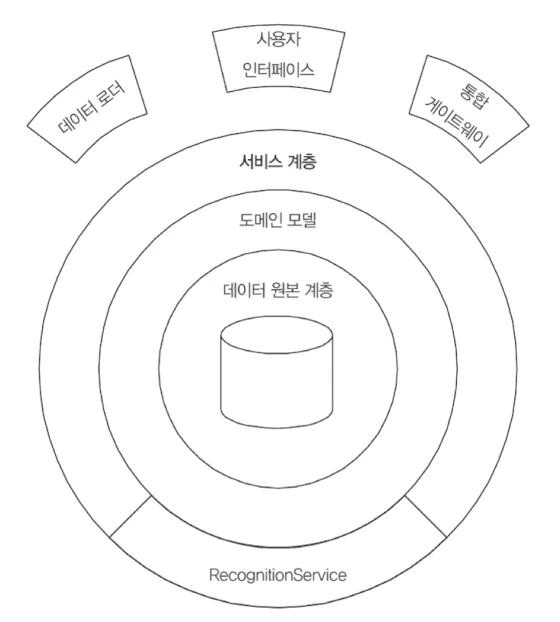 사용자
인터페이스
데이터 로더
통합
게이트웨이
서비스 계층
도메인 모델
데이터 원본 계층
RecognitionService